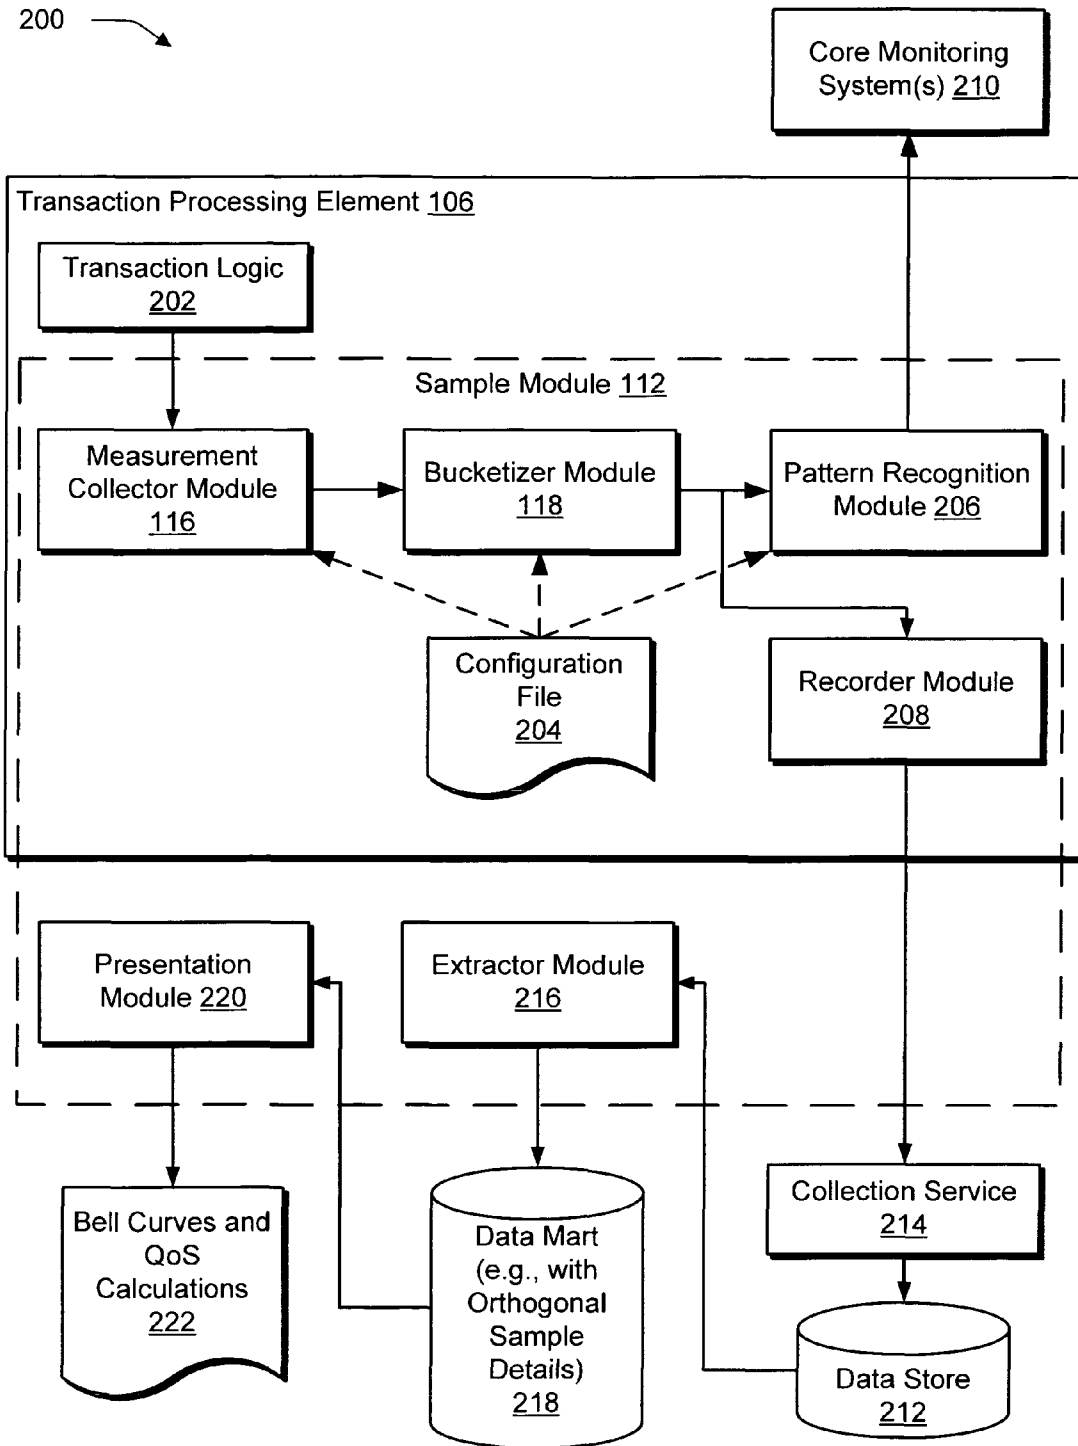 200
Core Monitoring
System(s) 210
Transaction Processing Element 106
Transaction Logic
202
Sample Module 112
Measurement
Collector Module
116
Bucketizer Module
118
Pattern Recognition
Module 206
Configuration
File
204
Recorder Module
208
Presentation
Module 220
Extractor Module
216
Bell Curves and
QoS
Calculations
222
Data Mart
(e.g., with
Orthogonal
Sample
Details)
218
Collection Service
214
Data Store
212